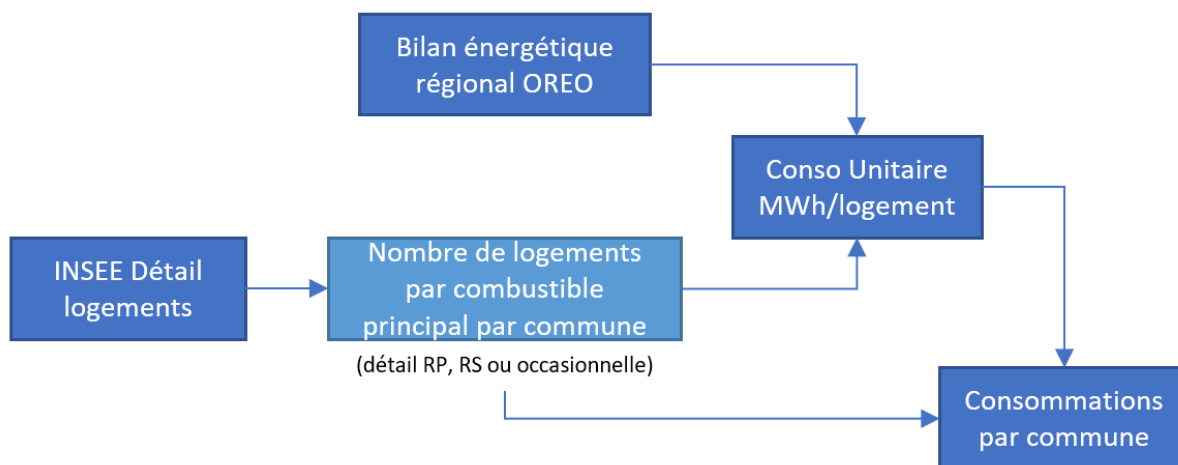 Bilan énergétique
régional OREO
Conso Unitaire
MWh/logement
INSEE Détail
logements
Nombre de logements
par combustible
principal par commune
(détail RP, RS ou occasionnelle)
Consommations
par commune